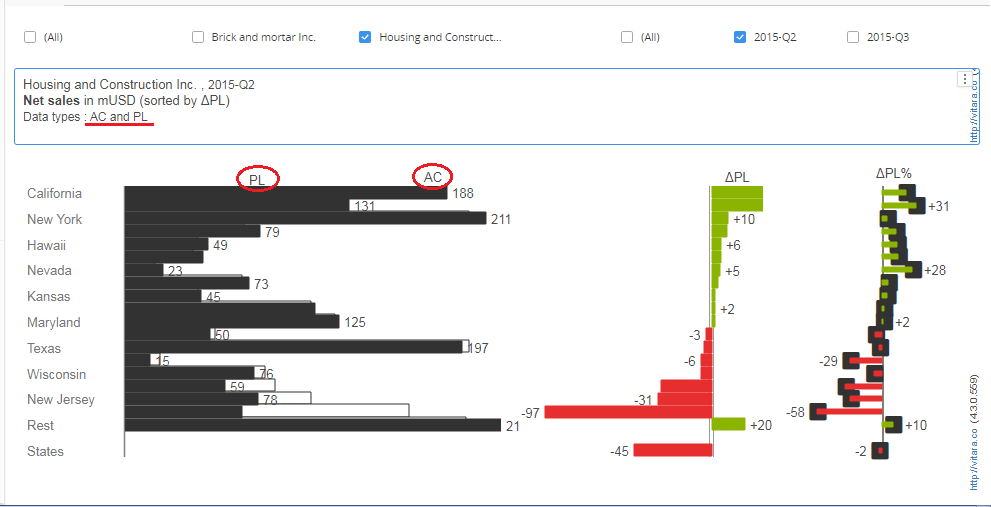 (All) Brick and mortar Inc. Housing and Construct... (All) 2015-Q2 2015-Q3
Housing and Construction Inc. , 2015-Q2
Net sales in mUSD (sorted by ΔPL)
Data types : AC and PL
http://vitara.co (
PL AC ΔPL ΔPL%
California 188
131 +31
New York 211 +10
79
Hawaii 49 +6
Nevada 23 +5 +28
73
Kansas 45
+2
Maryland 125 +2
50 -3
Texas 197
15 -6 -29
Wisconsin 76
59
New Jersey 78 -31
-97 -58
Rest 21 +20 +10
States -45 -2
http://vitara.co (4.3.0.559)